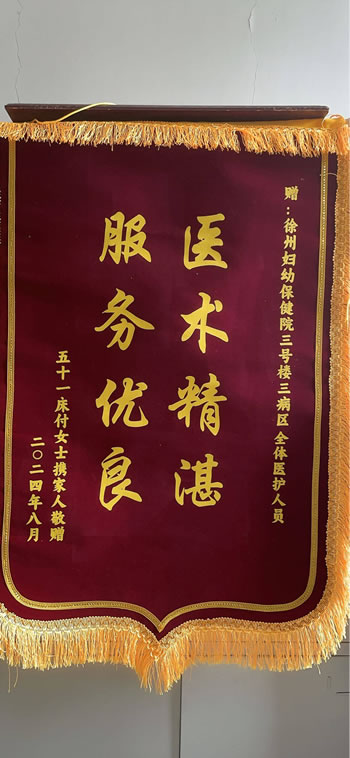 赠：徐州妇幼保健院三号楼三病区全体医护人员
医术精湛
服务优良
五十一床付女士携家人敬赠
二〇二四年八月